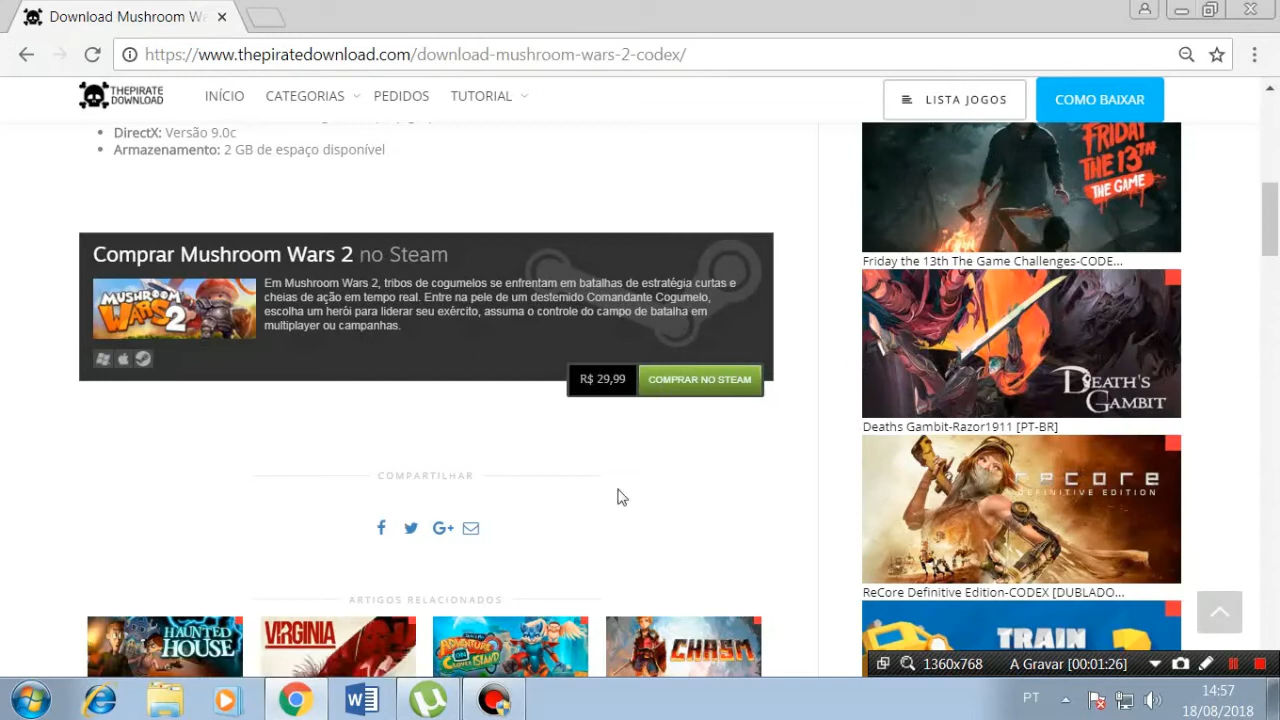 Download Mushroom Wa
https://www.thepiratedownload.com/download-mushroom-wars-2-codex/
THEPIRATE
DOWNLOAD
INÍCIO
CATEGORIAS
PEDIDOS
TUTORIAL
LISTA JOGOS
COMO BAIXAR
DirectX: Versão 9.0c
Armazenamento: 2 GB de espaço disponível
Comprar Mushroom Wars 2 no Steam
MUSHROOM
WARS 2
Em Mushroom Wars 2, tribos de cogumelos se enfrentam em batalhas de estratégia curtas e
cheias de ação em tempo real. Entre na pele de um destemido Comandante Cogumelo,
escolha um herói para liderar seu exército, assuma o controle do campo de batalha em
multiplayer ou campanhas.
R$ 29,99
COMPRAR NO STEAM
COMPARTILHAR
ARTIGOS RELACIONADOS
HAUNTED
HOUSE
VIRGINIA
ADVENTURE
CHASM
FRIDAY
THE 13TH
THE GAME
Friday the 13th The Game Challenges-CODE...
DEATH'S
GAMBIT
Deaths Gambit-Razor1911 [PT-BR]
RECORE
DEFINITIVE EDITION
ReCore Definitive Edition-CODEX [DUBLADO...
TRAIN
1360x768
A Gravar [00:01:26]
PT
14:57
18/08/2018